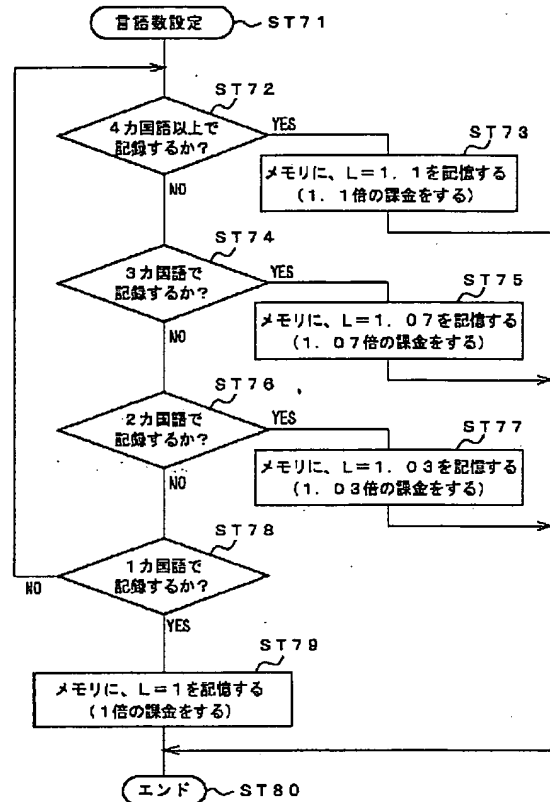 言語数設定
ST71
ST72
4カ国語以上で
記録するか?
YES
NO
ST73
メモリに、L=1.1を記憶する
(1.1倍の課金をする)
ST74
3カ国語で
記録するか?
YES
NO
ST75
メモリに、L=1.07を記憶する
(1.07倍の課金をする)
ST76
2カ国語で
記録するか?
YES
NO
ST77
メモリに、L=1.03を記憶する
(1.03倍の課金をする)
ST78
1カ国語で
記録するか?
NO
YES
ST79
メモリに、L=1を記憶する
(1倍の課金をする)
エンド
ST80